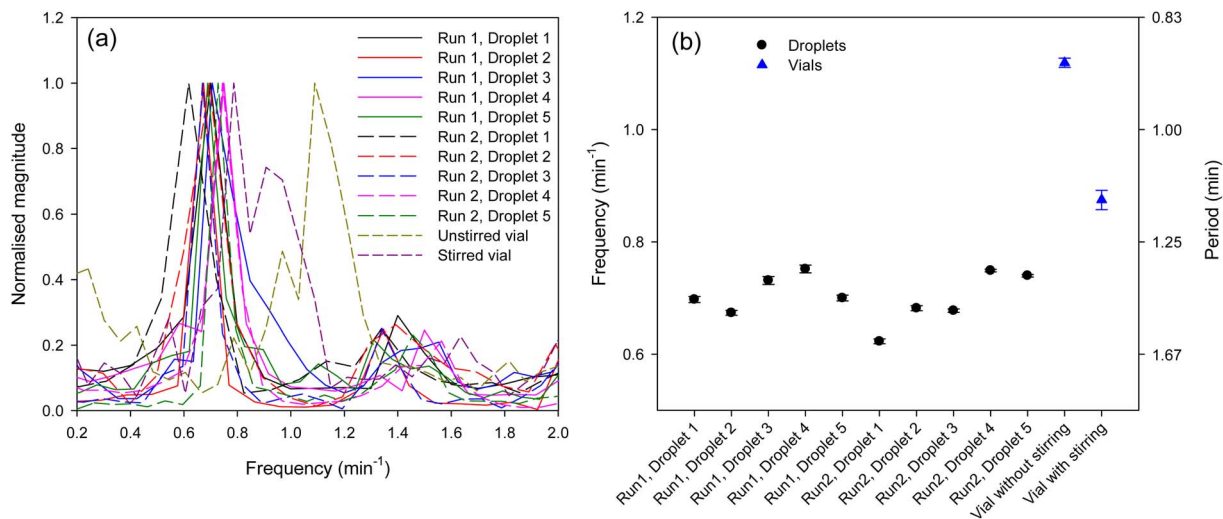 (a)
Run 1, Droplet 1
Run 1, Droplet 2
Run 1, Droplet 3
Run 1, Droplet 4
Run 1, Droplet 5
Run 2, Droplet 1
Run 2, Droplet 2
Run 2, Droplet 3
Run 2, Droplet 4
Run 2, Droplet 5
Unstirred vial
Stirred vial
Normalised magnitude
1.2
1.0
0.8
0.6
0.4
0.2
0.0
0.2 0.4 0.6 0.8 1.0 1.2 1.4 1.6 1.8 2.0
Frequency (min⁻¹)
(b)
Droplets
Vials
Frequency (min⁻¹)
1.2
1.0
0.8
0.6
Period (min)
0.83
1.00
1.25
1.67
Run1, Droplet 1
Run1, Droplet 2
Run1, Droplet 3
Run1, Droplet 4
Run1, Droplet 5
Run2, Droplet 1
Run2, Droplet 2
Run2, Droplet 3
Run2, Droplet 4
Run2, Droplet 5
Vial without stirring
Vial with stirring